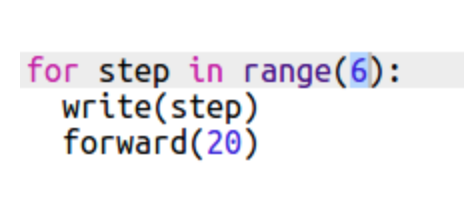 for step in range(6):
  write(step)
  forward(20)